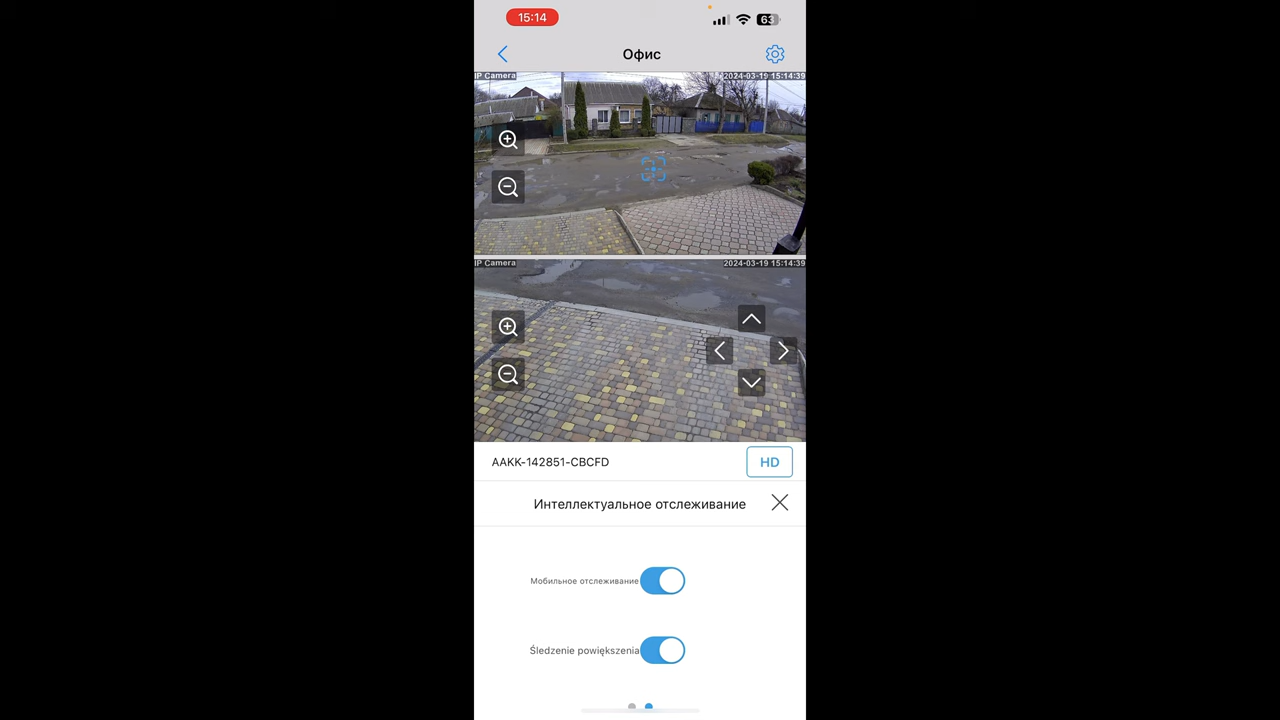 15:14
63
Офис
IP Camera
2024-03-19 15:14:39
IP Camera
2024-03-19 15:14:39
AAKK-142851-CBCFD
HD
Интеллектуальное отслеживание
Мобильное отслеживание
Śledzenie powiększenia